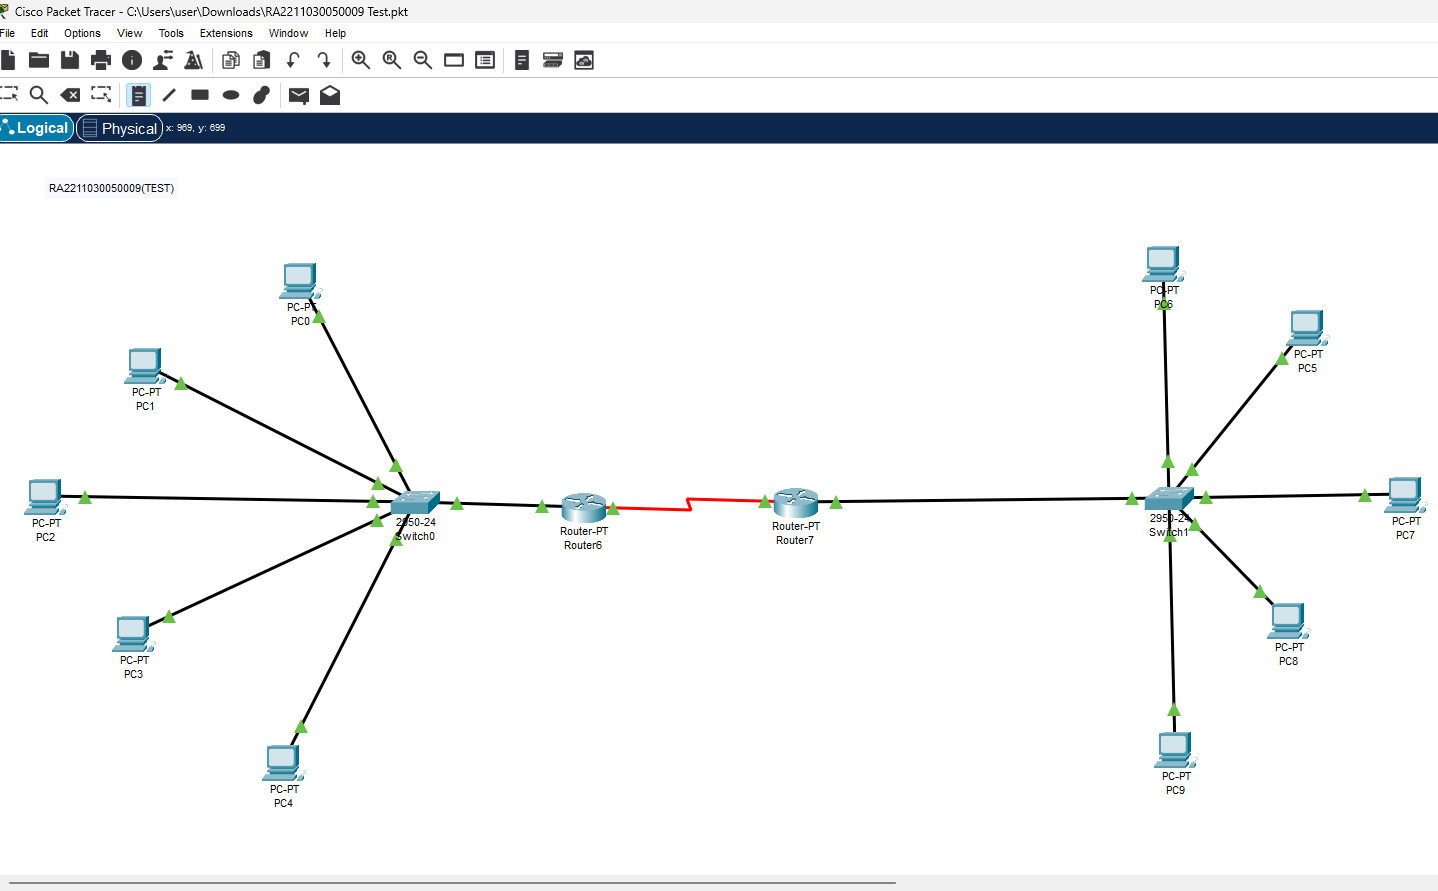 Cisco Packet Tracer - C:\Users\user\Downloads\RA2211030050009 Test.pkt
File Edit Options View Tools Extensions Window Help
Logical Physical x: 969, y: 699
RA2211030050009(TEST)
PC-PT
PC0
PC-PT
PC1
PC-PT
PC2
PC-PT
PC3
PC-PT
PC4
2950-24
Switch0
Router-PT
Router6
Router-PT
Router7
2950-24
Switch1
PC-PT
PC6
PC-PT
PC5
PC-PT
PC7
PC-PT
PC8
PC-PT
PC9